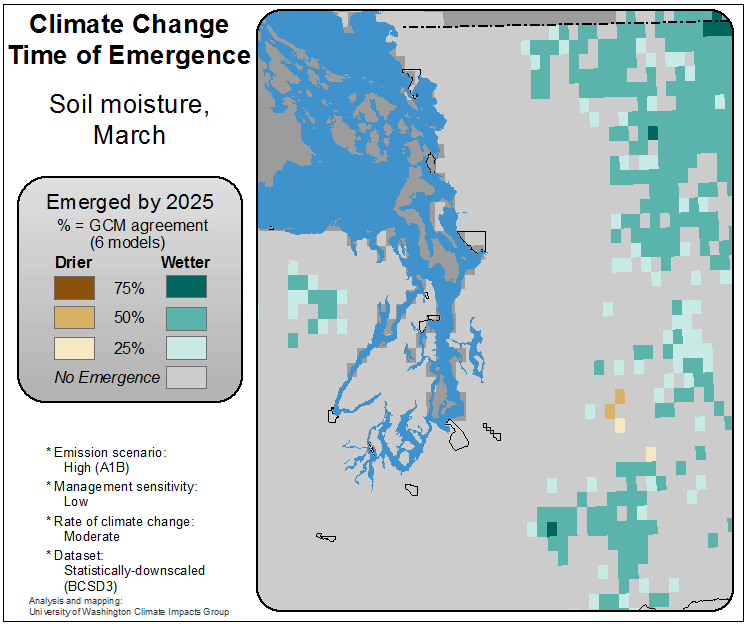 Climate Change
Time of Emergence
Soil moisture,
March
Emerged by 2025
% = GCM agreement
(6 models)
Drier Wetter
75%
50%
25%
No Emergence
* Emission scenario:
High (A1B)
* Management sensitivity:
Low
* Rate of climate change:
Moderate
* Dataset:
Statistically-downscaled
(BCSD3)
Analysis and mapping:
University of Washington Climate Impacts Group